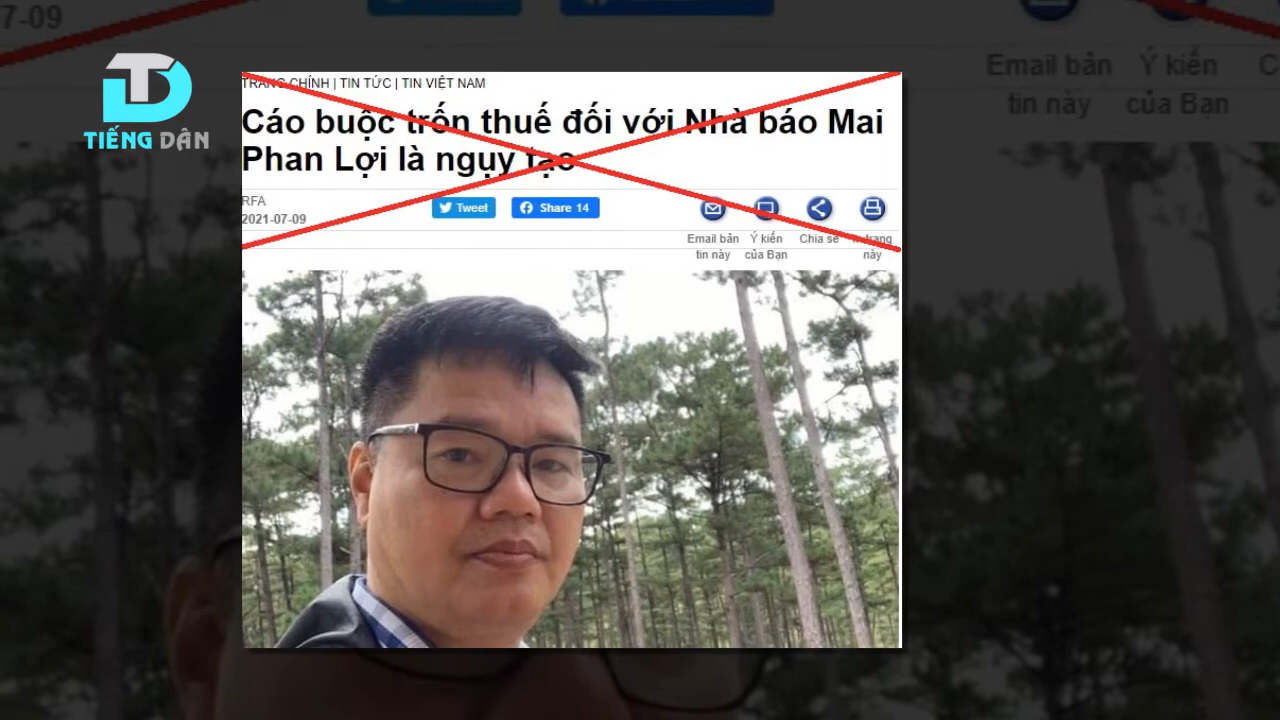 7-09
Email bản
tin này
Ý kiến
của Bạn
C
TIẾNG DÂN
TRANG CHÍNH | TIN TỨC | TIN VIỆT NAM
Cáo buộc trốn thuế đối với Nhà báo Mai
Phan Lợi là ngụy tạo
RFA
2021-07-09
Tweet
Share 14
Email bản
tin này
Ý kiến
của Bạn
Chia sẻ
In trang
này